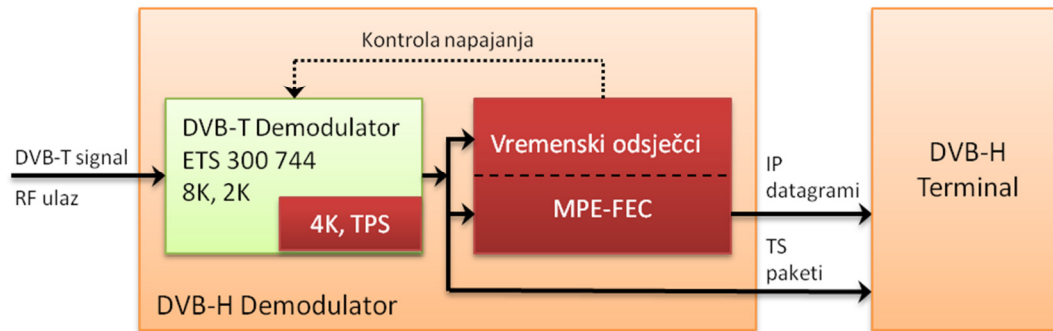 Kontrola napajanja
DVB-T signal
RF ulaz
DVB-T Demodulator
ETS 300 744
8K, 2K
4K, TPS
Vremenski odsječci
MPE-FEC
IP
datagrami
TS
paketi
DVB-H
Terminal
DVB-H Demodulator